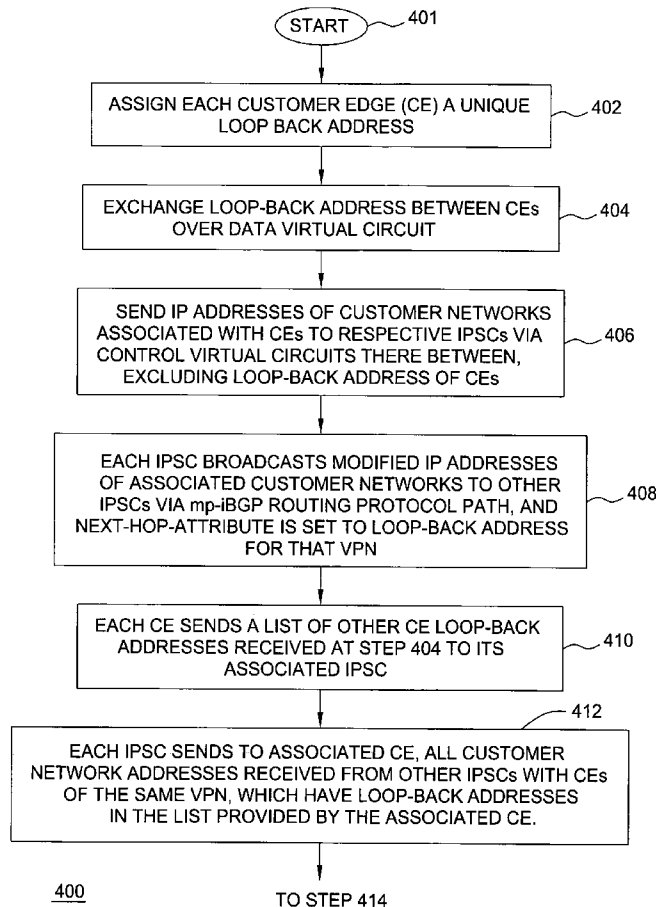 START
401
ASSIGN EACH CUSTOMER EDGE (CE) A UNIQUE
LOOP BACK ADDRESS
402
EXCHANGE LOOP-BACK ADDRESS BETWEEN CEs
OVER DATA VIRTUAL CIRCUIT
404
SEND IP ADDRESSES OF CUSTOMER NETWORKS
ASSOCIATED WITH CEs TO RESPECTIVE IPSCs VIA
CONTROL VIRTUAL CIRCUITS THERE BETWEEN,
EXCLUDING LOOP-BACK ADDRESS OF CEs
406
EACH IPSC BROADCASTS MODIFIED IP ADDRESSES
OF ASSOCIATED CUSTOMER NETWORKS TO OTHER
IPSCs VIA mp-iBGP ROUTING PROTOCOL PATH, AND
NEXT-HOP-ATTRIBUTE IS SET TO LOOP-BACK ADDRESS
FOR THAT VPN
408
EACH CE SENDS A LIST OF OTHER CE LOOP-BACK
ADDRESSES RECEIVED AT STEP 404 TO ITS
ASSOCIATED IPSC
410
412
EACH IPSC SENDS TO ASSOCIATED CE, ALL CUSTOMER
NETWORK ADDRESSES RECEIVED FROM OTHER IPSCs WITH CEs
OF THE SAME VPN, WHICH HAVE LOOP-BACK ADDRESSES
IN THE LIST PROVIDED BY THE ASSOCIATED CE.
400
TO STEP 414